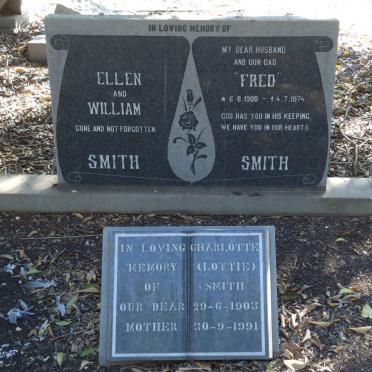 IN LOVING MEMORY OF
ELLEN
AND
WILLIAM
GONE AND NOT FORGOTTEN
SMITH
MY DEAR HUSBAND
AND OUR DAD
"FRED"
★ 6.8.1900 - ✝ 4.7.1974
GOD HAS YOU IN HIS KEEPING,
WE HAVE YOU IN OUR HEARTS.
SMITH
IN LOVING
MEMORY
OF
OUR DEAR
MOTHER
CHARLOTTE
(LOTTIE)
SMITH
29-6-1903
30-9-1991